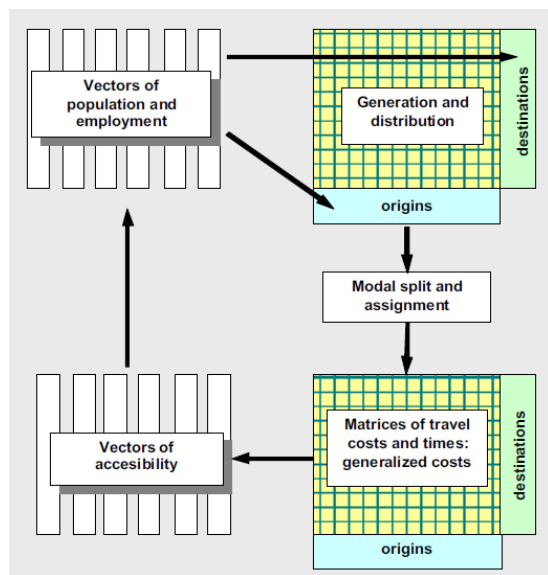 Vectors of
population and
employment
Generation and
distribution
destinations
origins
Modal split and
assignment
Matrices of travel
costs and times:
generalized costs
destinations
origins
Vectors of
accesibility